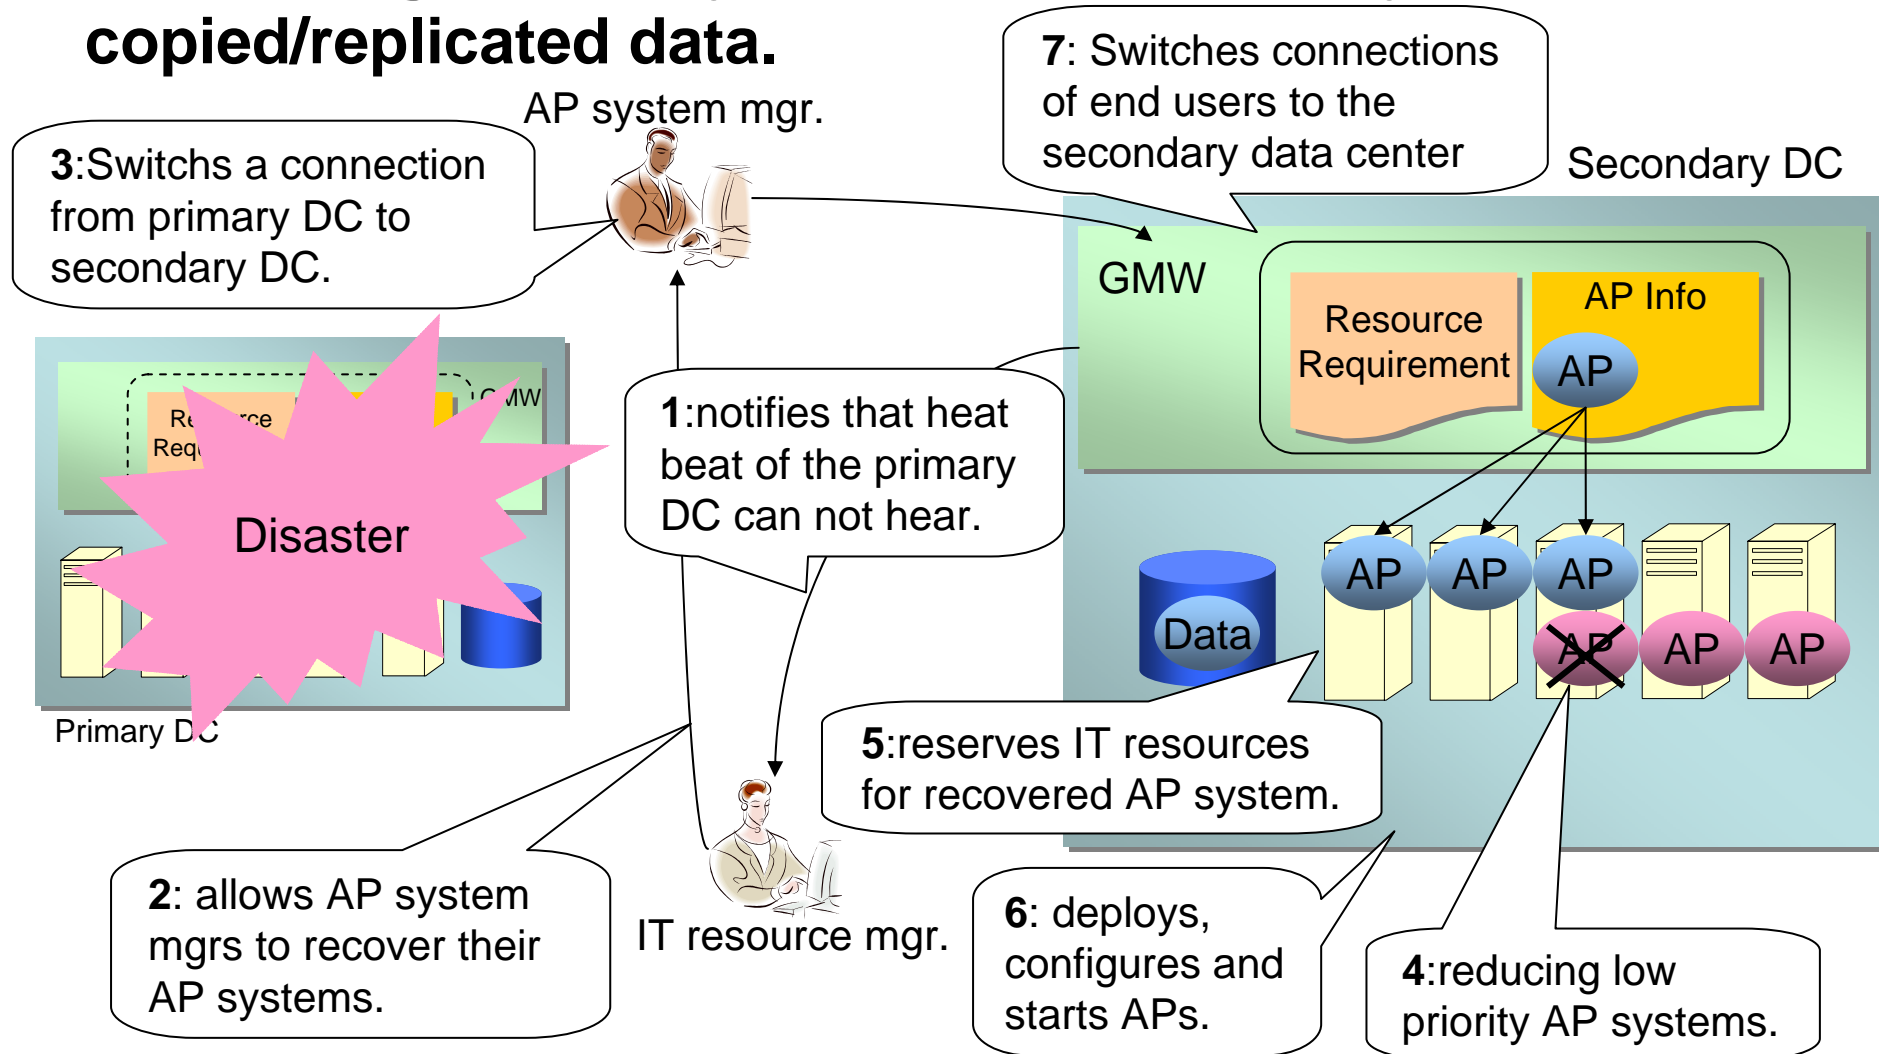 copied/replicated data.
AP system mgr.
7: Switches connections
of end users to the
secondary data center
3:Switchs a connection
from primary DC to
secondary DC.
Secondary DC
GMW
Resource
Requirement
AP Info
AP
1:notifies that heat
beat of the primary
DC can not hear.
Disaster
Primary DC
AP
AP
AP
Data
AP
AP
AP
5:reserves IT resources
for recovered AP system.
2: allows AP system
mgrs to recover their
AP systems.
IT resource mgr.
6: deploys,
configures and
starts APs.
4:reducing low
priority AP systems.